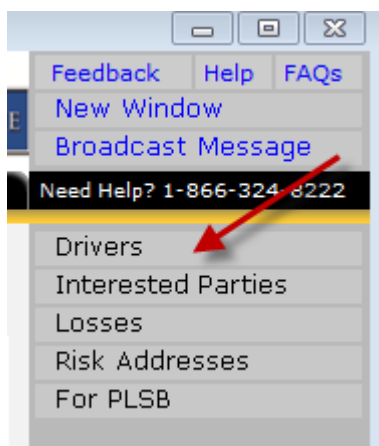 Feedback Help FAQs
New Window
E
Broadcast Message
Need Help? 1-866-324-8222
Drivers
Interested Parties
Losses
Risk Addresses
For PLSB